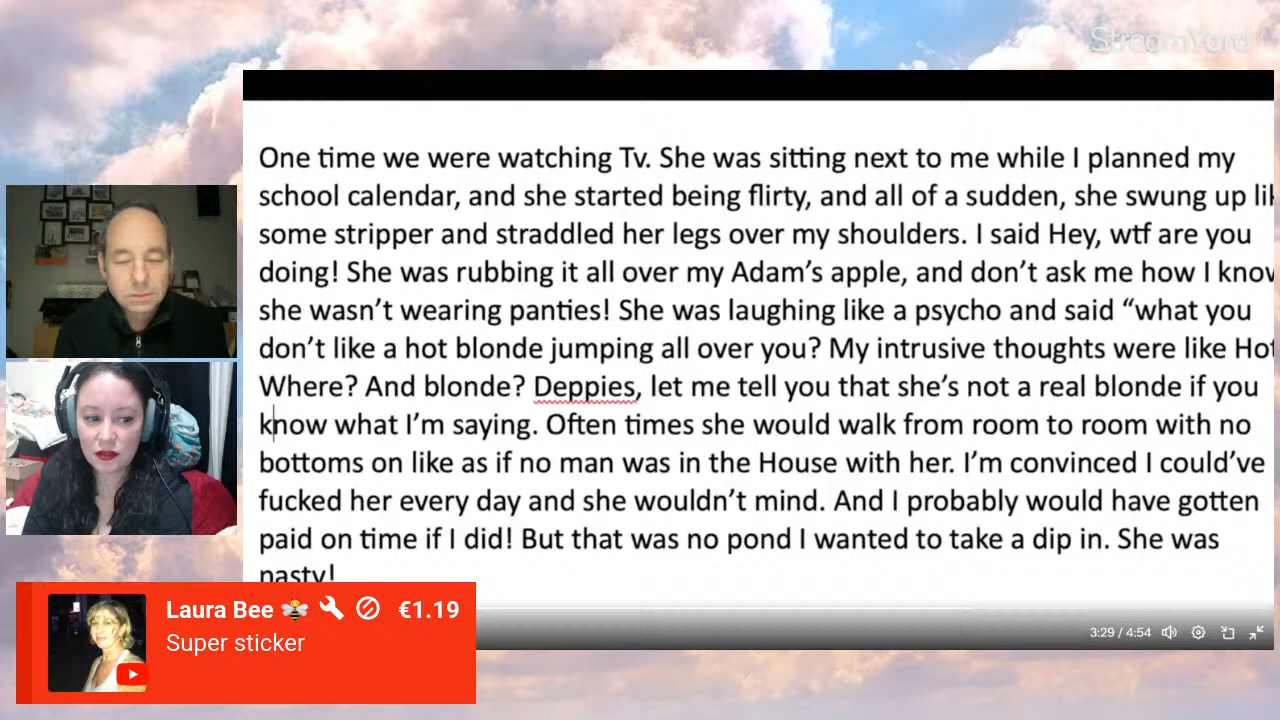 StreamYard
One time we were watching Tv. She was sitting next to me while I planned my
school calendar, and she started being flirty, and all of a sudden, she swung up lik
some stripper and straddled her legs over my shoulders. I said Hey, wtf are you
doing! She was rubbing it all over my Adam’s apple, and don’t ask me how I know
she wasn’t wearing panties! She was laughing like a psycho and said “what you
don’t like a hot blonde jumping all over you? My intrusive thoughts were like Hot
Where? And blonde? Deppies, let me tell you that she’s not a real blonde if you
know what I’m saying. Often times she would walk from room to room with no
bottoms on like as if no man was in the House with her. I’m convinced I could’ve
fucked her every day and she wouldn’t mind. And I probably would have gotten
paid on time if I did! But that was no pond I wanted to take a dip in. She was
nasty!
Laura Bee €1.19
Super sticker
3:29 / 4:54